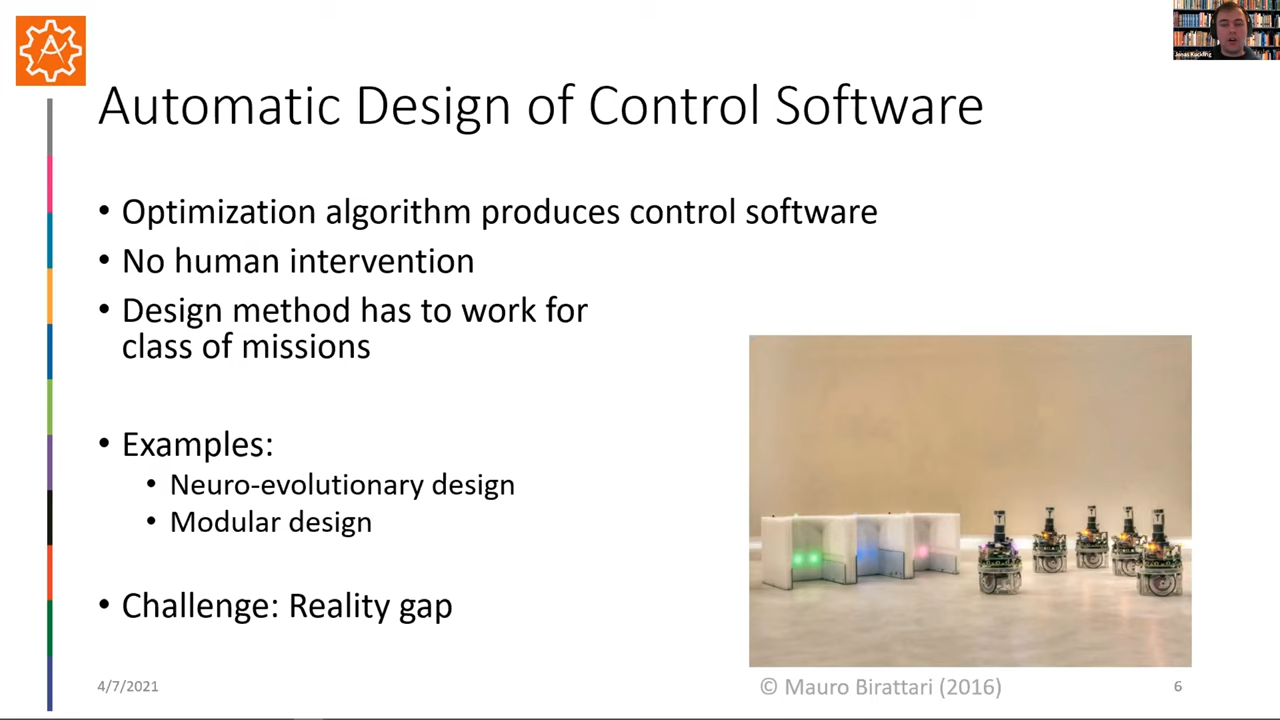 Jonas Kuckling
Automatic Design of Control Software
• Optimization algorithm produces control software
• No human intervention
• Design method has to work for
class of missions
• Examples:
• Neuro-evolutionary design
• Modular design
• Challenge: Reality gap
4/7/2021
© Mauro Birattari (2016)
6